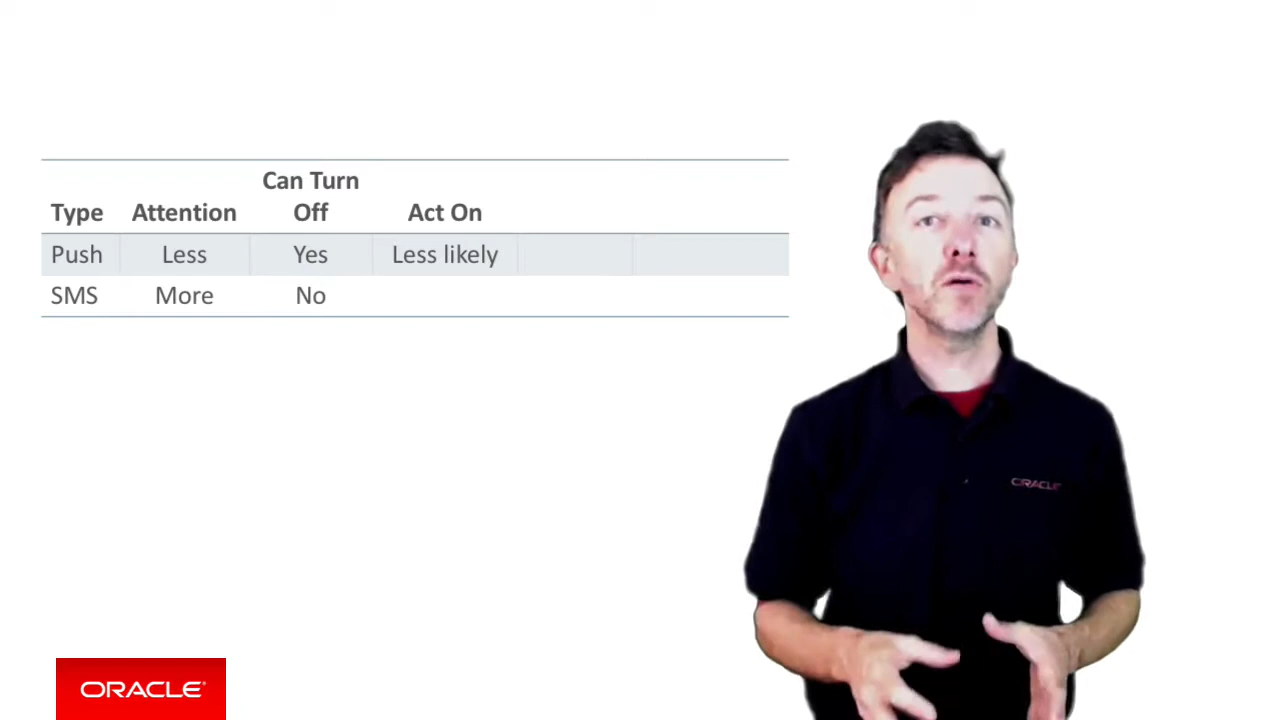 Can Turn
Type Attention Off Act On
Push Less Yes Less likely
SMS More No
ORACLE
ORACLE